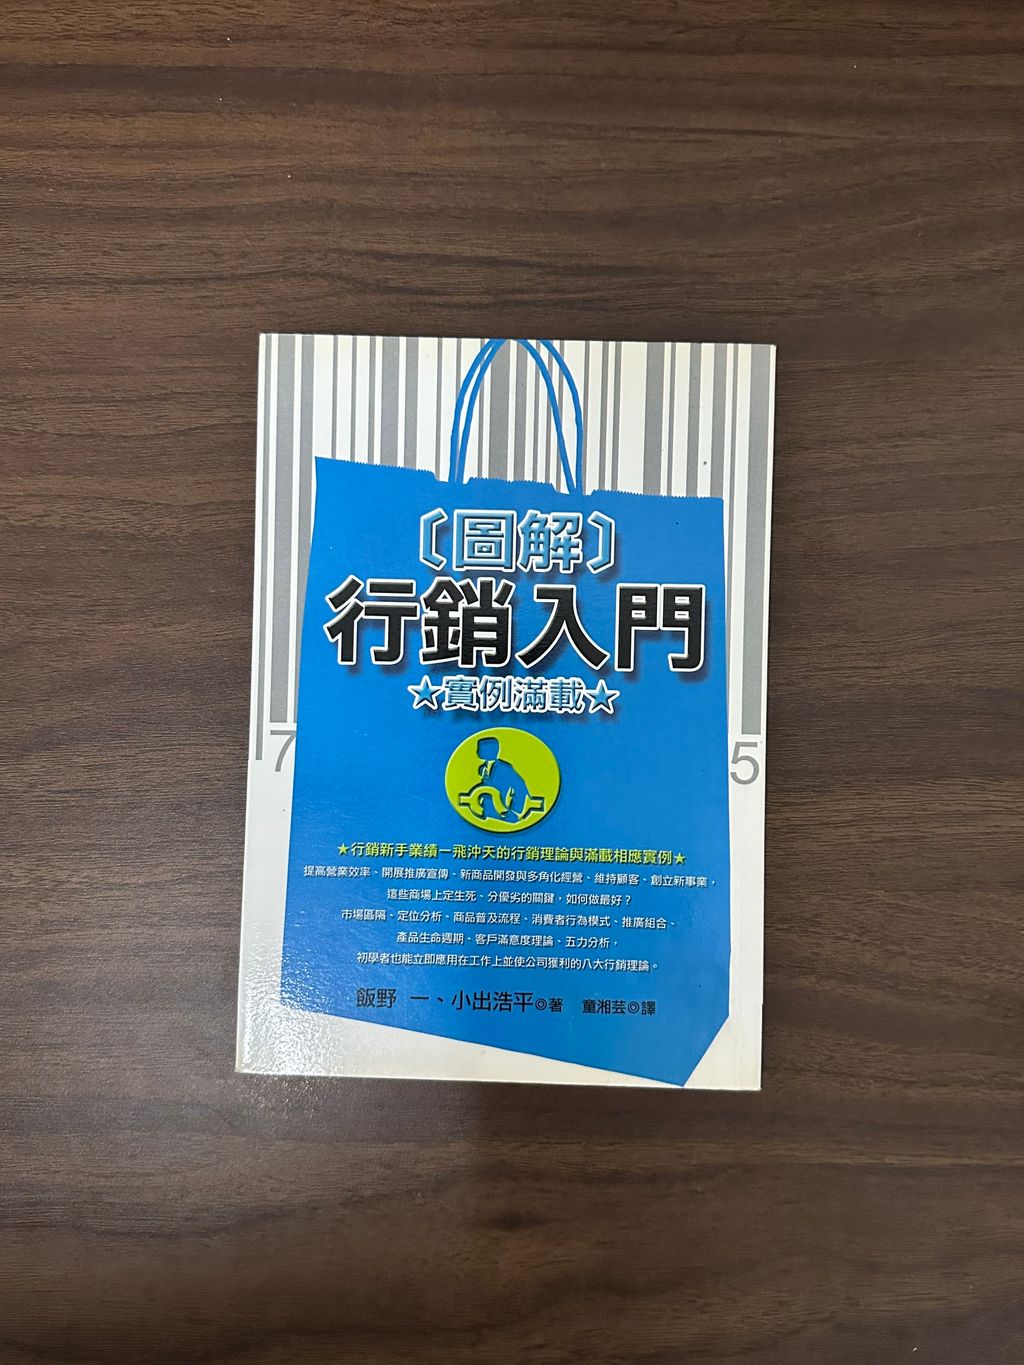 〔圖解〕
行銷入門
★實例滿載★
7 5
★行銷新手業績一飛沖天的行銷理論與滿載相應實例★
提高營業效率、開展推廣宣傳、新商品開發與多角化經營、維持顧客、創立新事業，
這些商場上定生死、分優劣的關鍵，如何做最好？
市場區隔、定位分析、商品普及流程、消費者行為模式、推廣組合、
產品生命週期、客戶滿意度理論、五力分析，
初學者也能立即應用在工作上並使公司獲利的八大行銷理論。
飯野 一、小出浩平◎著 童湘芸◎譯